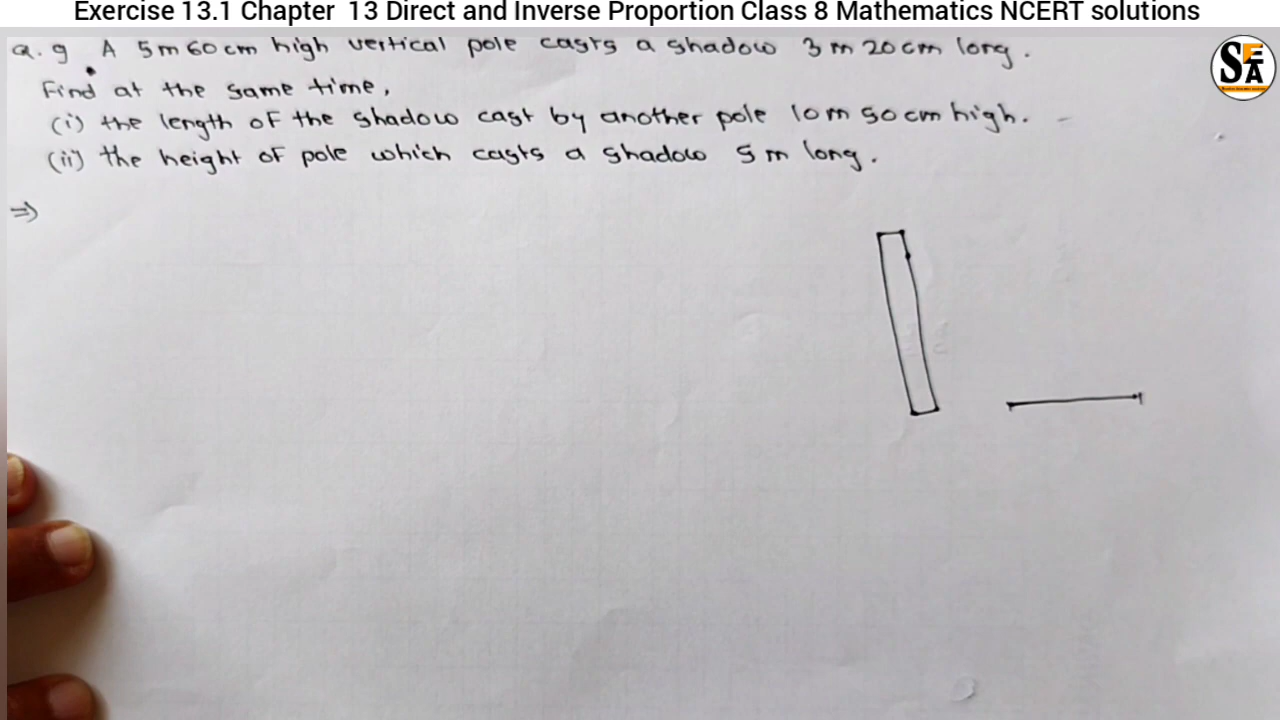 Exercise 13.1 Chapter 13 Direct and Inverse Proportion Class 8 Mathematics NCERT solutions
Q.9 A 5m 60 cm high vertical pole casts a shadow 3 m 20 cm long.
Find at the same time,
(i) the length of the shadow cast by another pole 10m 50 cm high.
(ii) the height of pole which casts a shadow 5 m long.
⇒
SFA